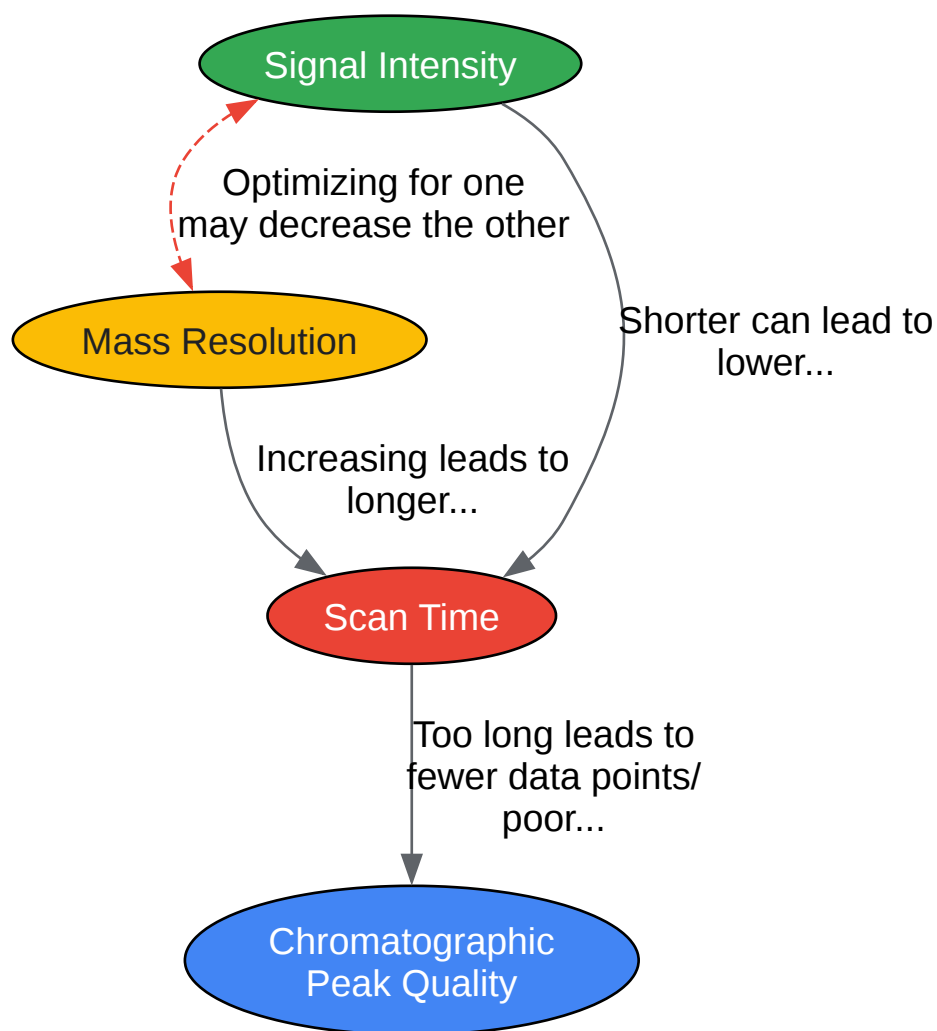 Signal Intensity
Optimizing for one
may decrease the other
Mass Resolution
Shorter can lead to
lower...
Increasing leads to
longer...
Scan Time
Too long leads to
fewer data points/
poor...
Chromatographic
Peak Quality